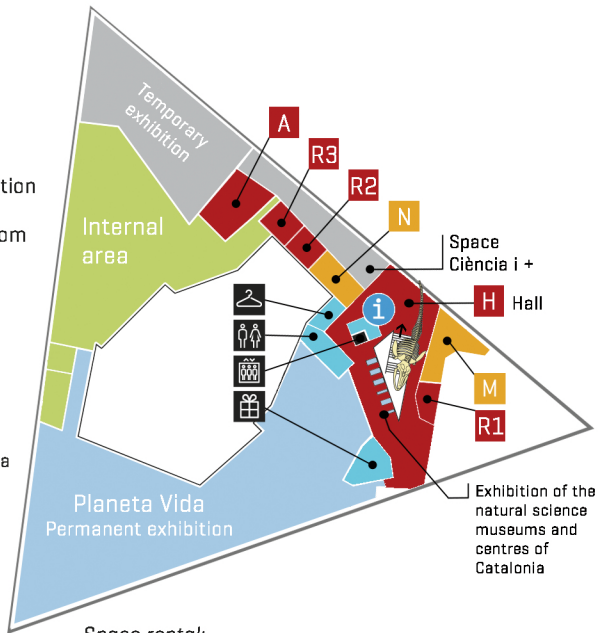 Temporary
exhibition
A
R3
R2
N
Internal
area
Space
Ciència i +
i
H Hall
M
R1
Planeta Vida
Permanent exhibition
Exhibition of the
natural science
museums and
centres of
Catalonia